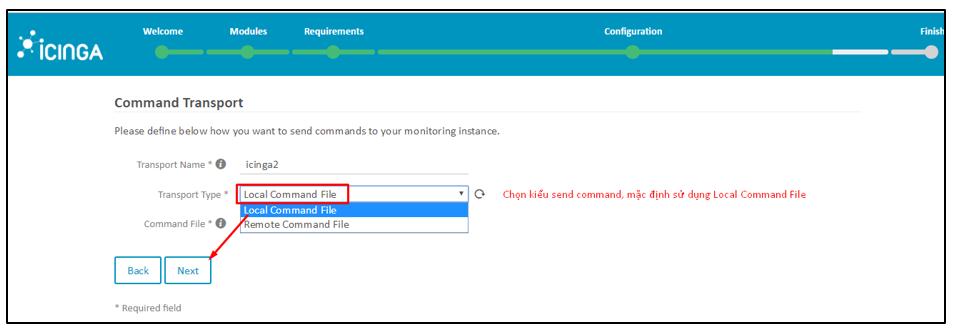 Welcome Modules Requirements Configuration Finish
icinga
Command Transport
Please define below how you want to send commands to your monitoring instance.
Transport Name * icinga2
Transport Type * Local Command File Chọn kiểu send command, mặc định sử dụng Local Command File
Local Command File
Command File * Remote Command File
Back Next
* Required field